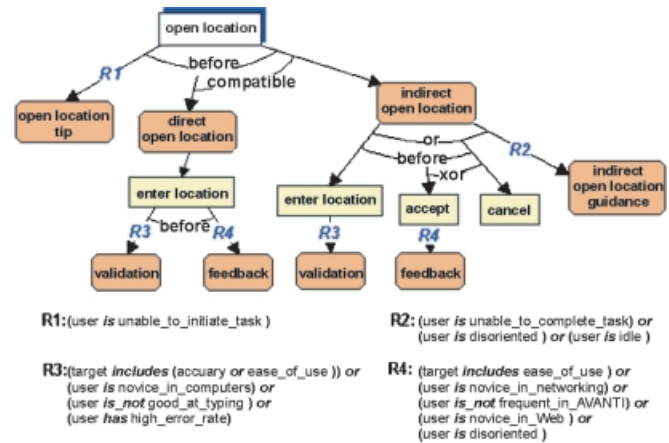 open location
R1
before
compatible
open location
tip
direct
open location
indirect
open location
or
before
xor
R2
indirect
open location
guidance
enter location
enter location
accept
cancel
R3
before
R4
R3
R4
validation
feedback
validation
feedback
R1:(user is unable_to_initiate_task )
R2: (user is unable_to_complete_task) or
(user is disoriented ) or (user is idle )
R3:(target includes (accuary or ease_of_use )) or
(user is novice_in_computers) or
(user is_not good_at_typing ) or
(user has high_error_rate)
R4: (target includes ease_of_use ) or
(user is novice_in_networking) or
(user is_not frequent_in_AVANTI) or
(user is novice_in_Web ) or
(user is disoriented )